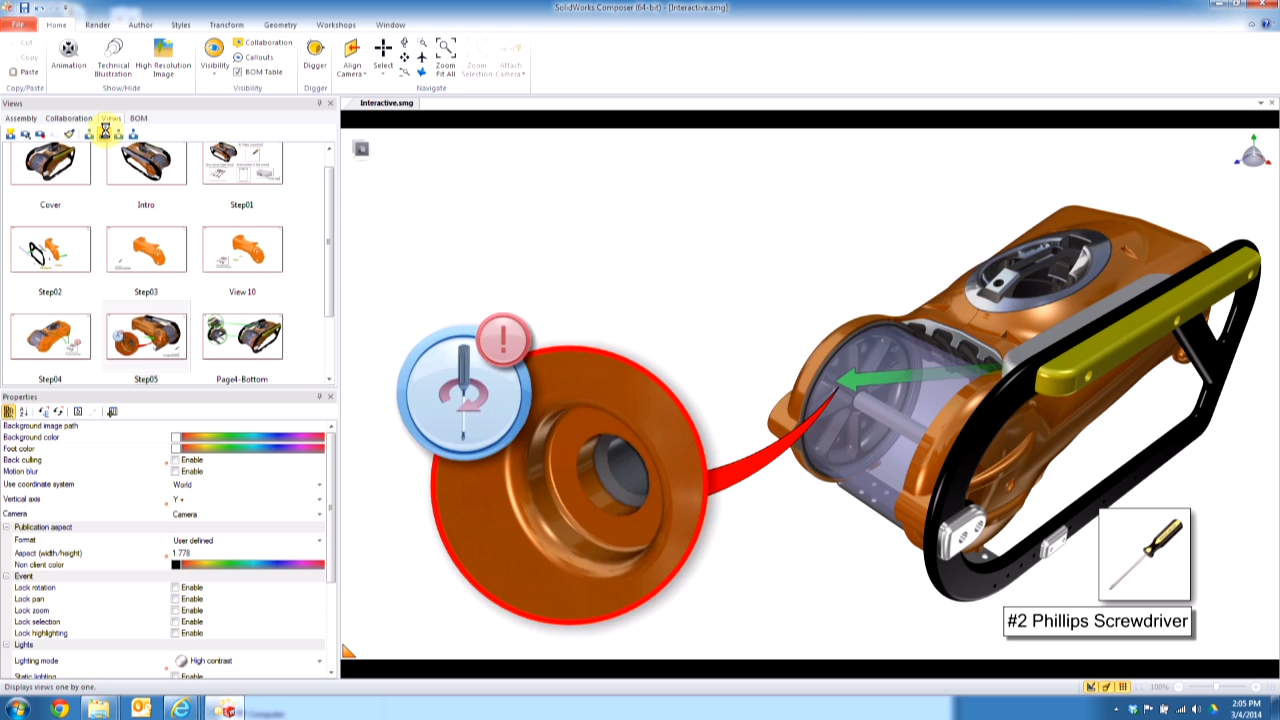 SolidWorks Composer (64-bit) - [Interactive.smg]
File Home Render Author Styles Transform Geometry Workshops Window
Cut
Copy
Paste
Animation
Technical Illustration
High Resolution Image
Visibility
Collaboration
Callouts
BOM Table
Digger
Align Camera
Select
Zoom Fit All
Zoom Selection
Attach Camera
Copy/Paste Show/Hide Visibility Digger Navigate
Views
Interactive.smg
Assembly Collaboration Views BOM
Cover Intro Step01
Step02 Step03 View 10
Step04 Step05 Page4-Bottom
Properties
Background image path
Background color
Foot color
Back culling Enable
Motion blur Enable
Use coordinate system World
Vertical axis Y +
Camera Camera
Publication aspect
Format User defined
Aspect (width/height) 1.778
Non client color
Event
Lock rotation Enable
Lock pan Enable
Lock zoom Enable
Lock selection Enable
Lock highlighting Enable
Lights
Lighting mode High contrast
Static lighting Enable
!
#2 Phillips Screwdriver
Displays views one by one.
100%
Computer
2:05 PM
3/4/2014